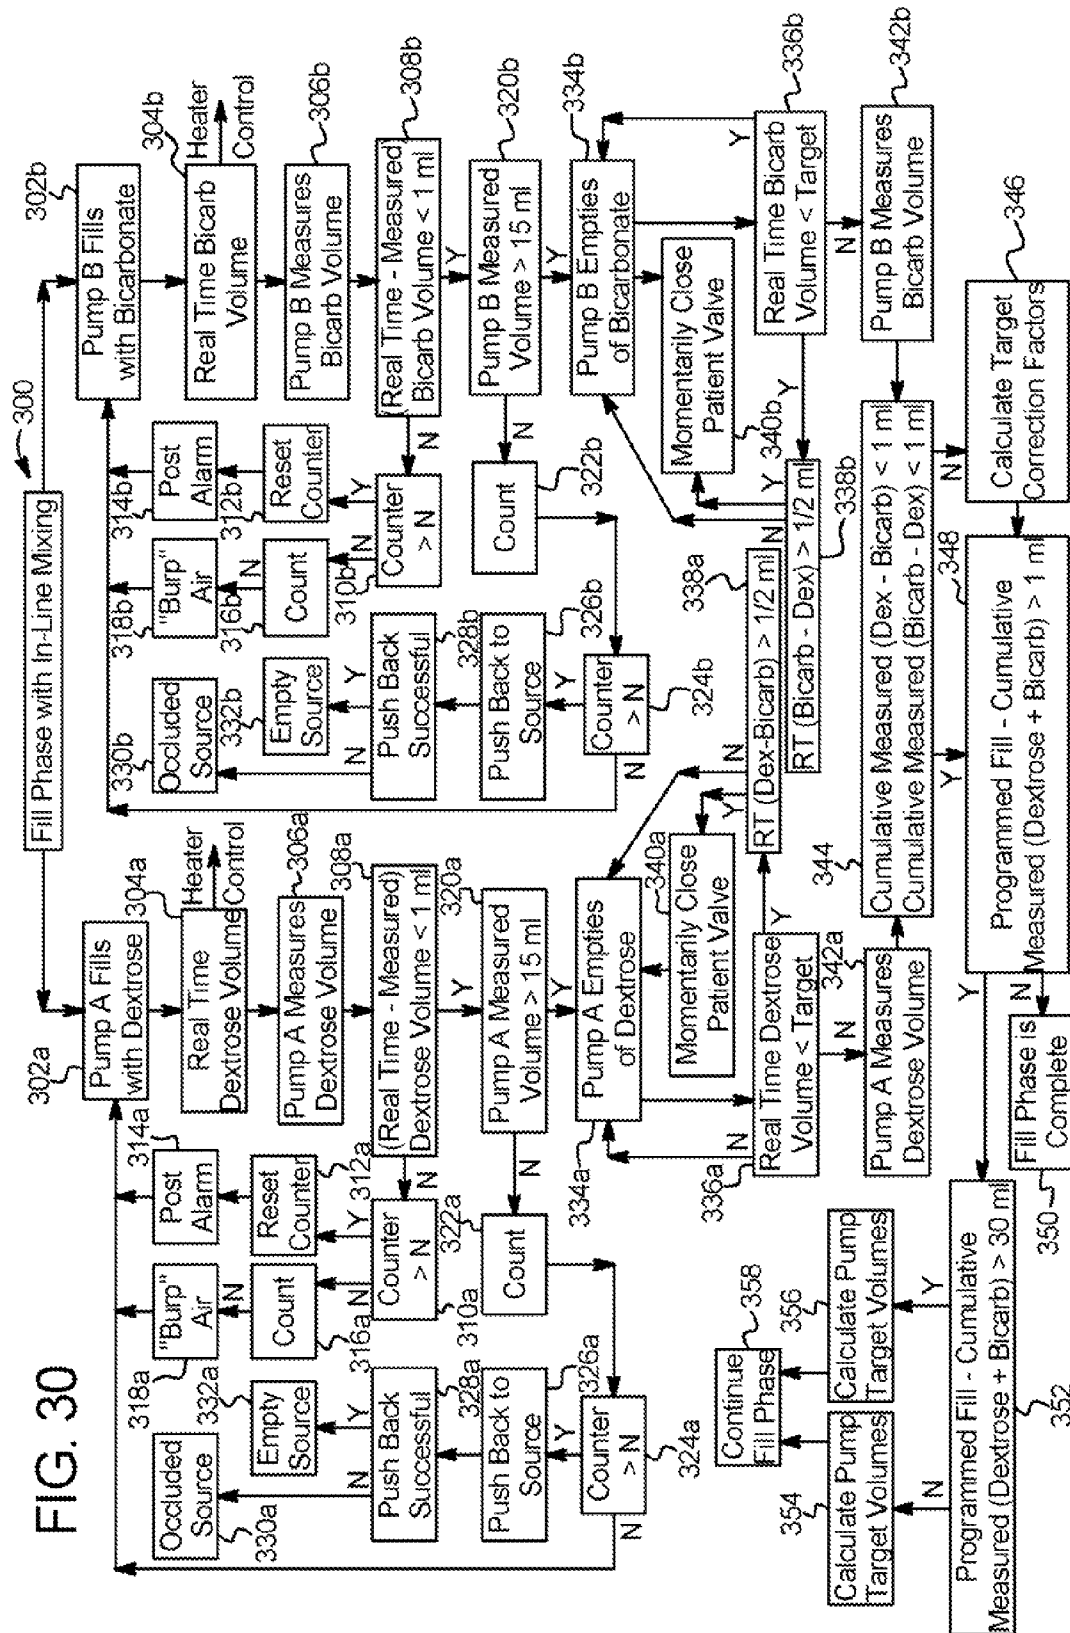 FIG. 30
Fill Phase with In-Line Mixing
300
302a
Pump A Fills
with Dextrose
304a
Real Time
Dextrose Volume
Heater
Control
Pump A Measures
Dextrose Volume
306a
308a
(Real Time - Measured)
Dextrose Volume < 1 ml
N
Y
Counter
> N
310a
Y
N
Reset
Counter
312a
Post
Alarm
314a
Count
316a
N
"Burp"
Air
318a
320a
Pump A Measured
Volume > 15 ml
N
Y
322a
Count
Counter
> N
324a
N
Y
Push Back to
Source
326a
Push Back
Successful
328a
N
Y
Occluded
Source
330a
Empty
Source
332a
Pump A Empties
of Dextrose
334a
340a
Momentarily Close
Patient Valve
Real Time Dextrose
Volume < Target
336a
N
Y
N
Pump A Measures
Dextrose Volume
342a
RT (Dex-Bicarb) > 1/2 ml
338a
Y
N
302b
Pump B Fills
with Bicarbonate
304b
Real Time Bicarb
Volume
Heater
Control
Pump B Measures
Bicarb Volume
306b
(Real Time - Measured)
Bicarb Volume < 1 ml
308b
N
Y
Counter
> N
310b
Y
N
Reset
Counter
312b
Post
Alarm
314b
Count
316b
N
"Burp"
Air
318b
Pump B Measured
Volume > 15 ml
320b
N
Y
Count
322b
Counter
> N
324b
N
Y
Push Back to
Source
326b
Push Back
Successful
328b
N
Y
Occluded
Source
330b
Empty
Source
332b
Pump B Empties
of Bicarbonate
334b
Momentarily Close
Patient Valve
340b
Real Time Bicarb
Volume < Target
336b
Y
Y
N
RT (Bicarb - Dex) > 1/2 ml
338b
Y
N
Pump B Measures
Bicarb Volume
342b
344
Cumulative Measured (Dex - Bicarb) < 1 ml
Cumulative Measured (Bicarb - Dex) < 1 ml
Y
N
Calculate Target
Correction Factors
346
348
Programmed Fill - Cumulative
Measured (Dextrose + Bicarb) > 1 ml
Y
N
Fill Phase is
Complete
350
Programmed Fill - Cumulative
Measured (Dextrose + Bicarb) > 30 ml
352
N
Y
354
Calculate Pump
Target Volumes
Calculate Pump
Target Volumes
356
Continue
Fill Phase
358